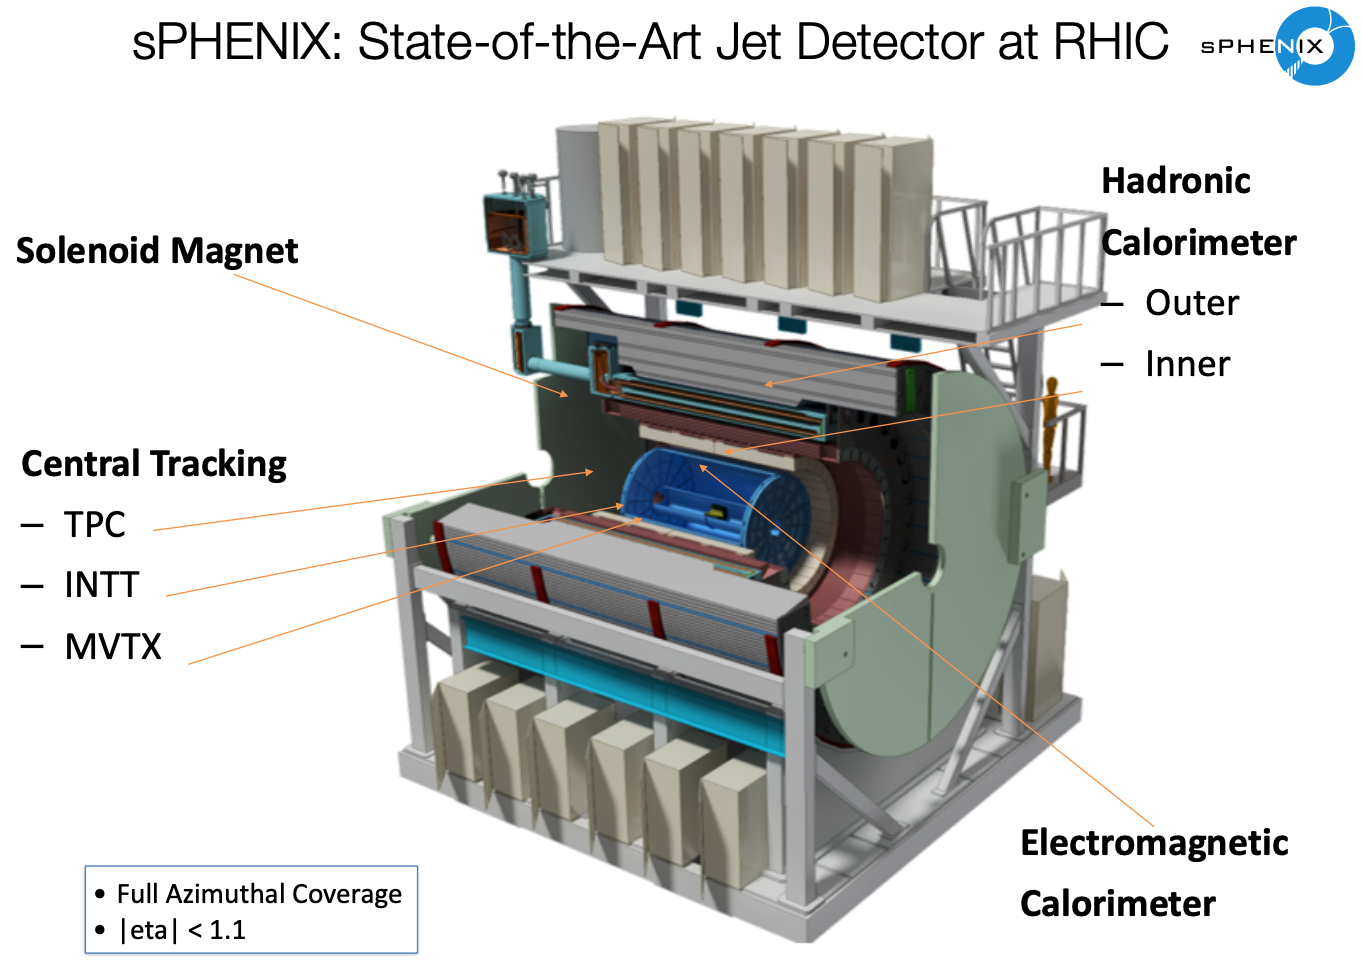 sPHENIX: State-of-the-Art Jet Detector at RHIC
sPHENIX
Solenoid Magnet
Hadronic
Calorimeter
– Outer
– Inner
Central Tracking
– TPC
– INTT
– MVTX
Electromagnetic
Calorimeter
• Full Azimuthal Coverage
• |eta| < 1.1